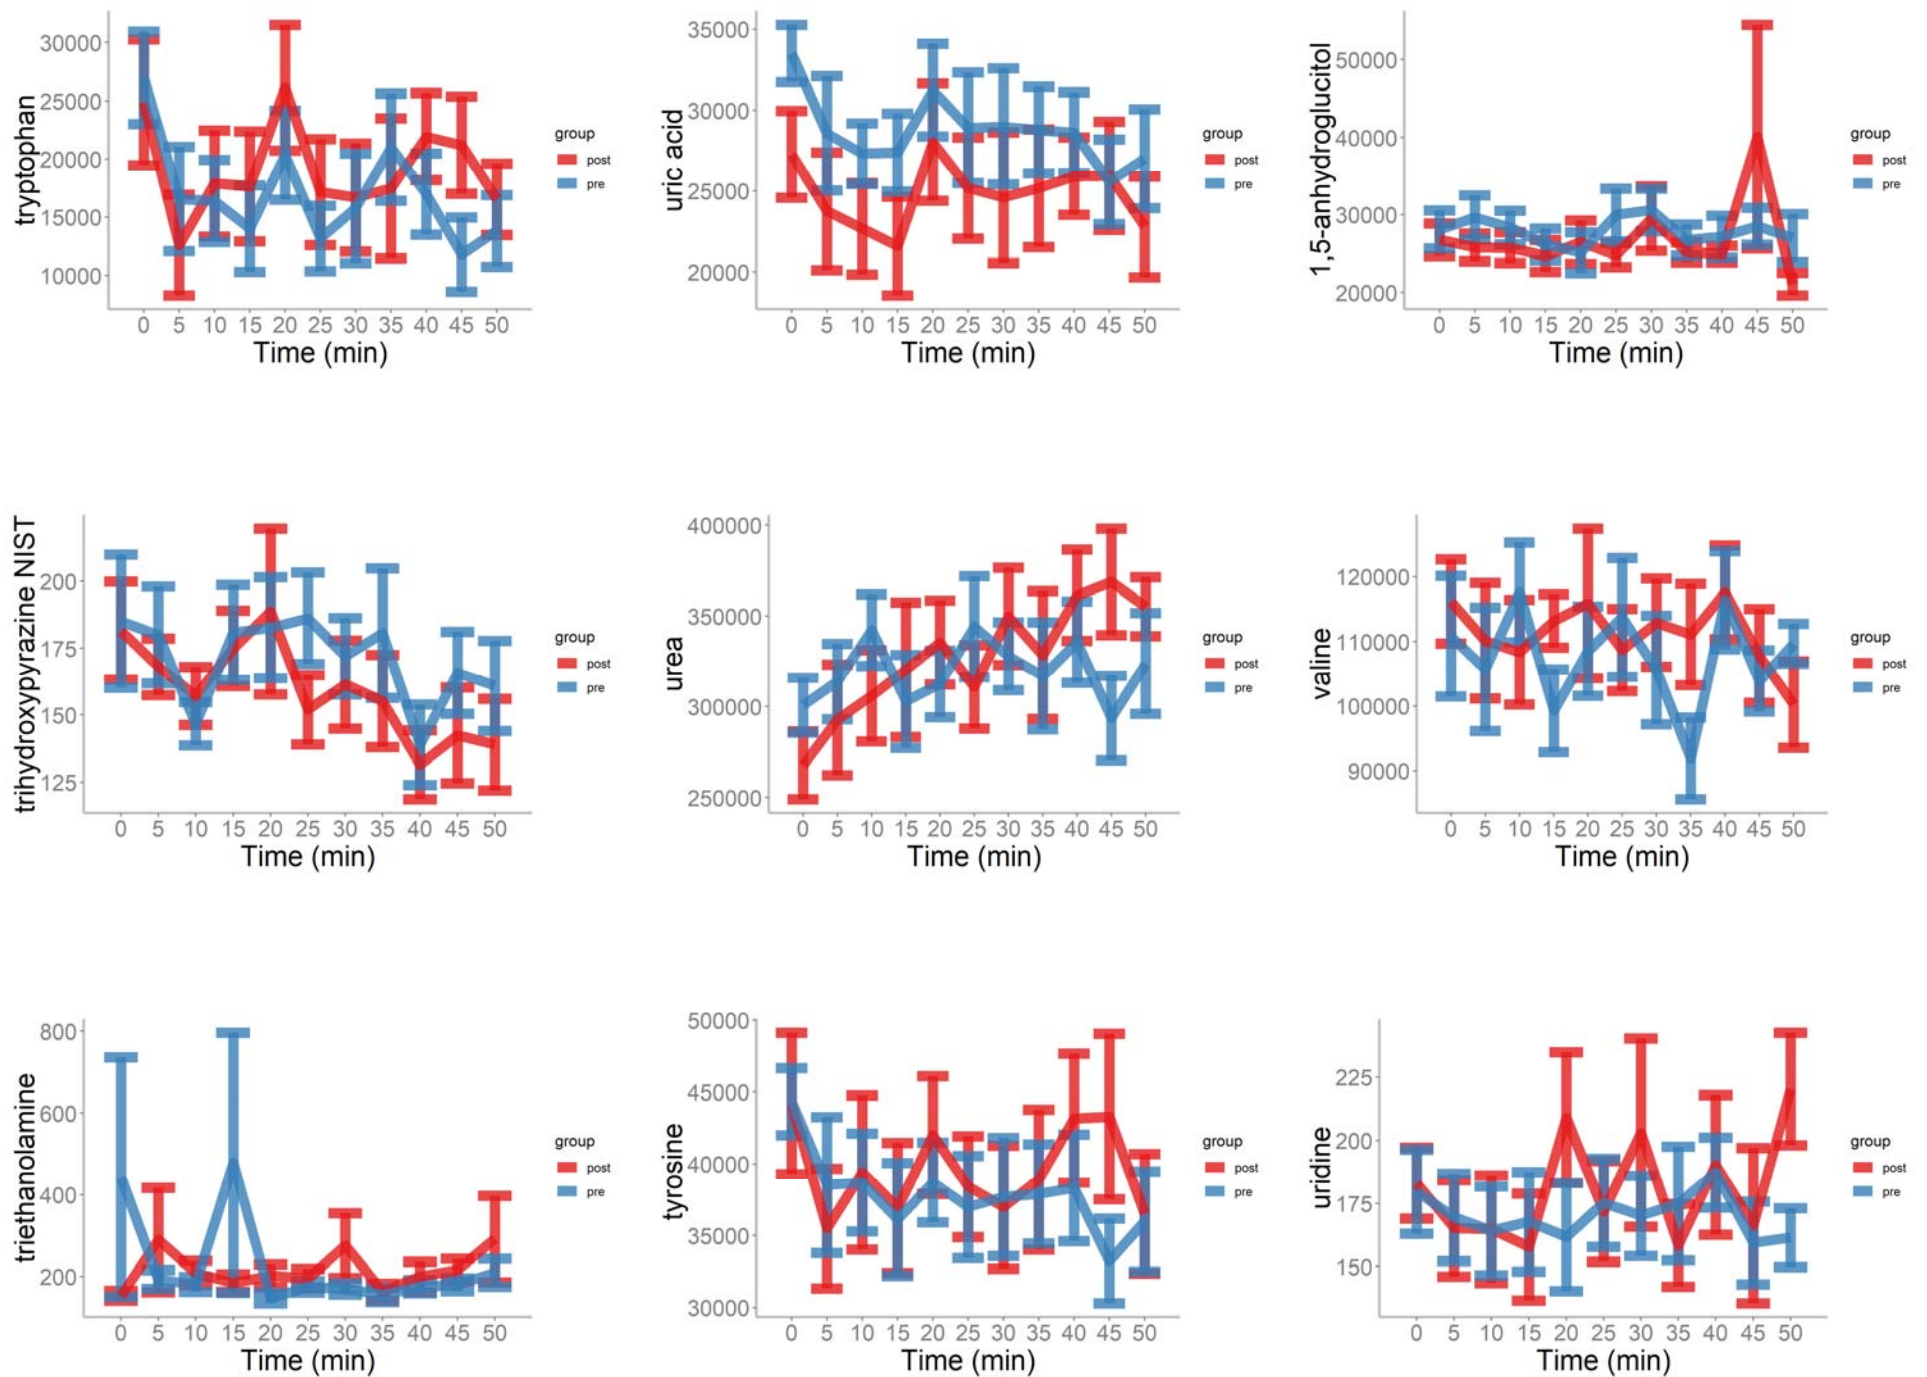 tryptophan
30000
25000
20000
15000
10000
0 5 10 15 20 25 30 35 40 45 50
Time (min)
group
post
pre
uric acid
35000
30000
25000
20000
0 5 10 15 20 25 30 35 40 45 50
Time (min)
group
post
pre
1,5-anhydroglucitol
50000
40000
30000
20000
0 5 10 15 20 25 30 35 40 45 50
Time (min)
group
post
pre
trihydroxypyrazine NIST
200
175
150
125
0 5 10 15 20 25 30 35 40 45 50
Time (min)
group
post
pre
urea
400000
350000
300000
250000
0 5 10 15 20 25 30 35 40 45 50
Time (min)
group
post
pre
valine
120000
110000
100000
90000
0 5 10 15 20 25 30 35 40 45 50
Time (min)
group
post
pre
triethanolamine
800
600
400
200
0 5 10 15 20 25 30 35 40 45 50
Time (min)
group
post
pre
tyrosine
50000
45000
40000
35000
30000
0 5 10 15 20 25 30 35 40 45 50
Time (min)
group
post
pre
uridine
225
200
175
150
0 5 10 15 20 25 30 35 40 45 50
Time (min)
group
post
pre